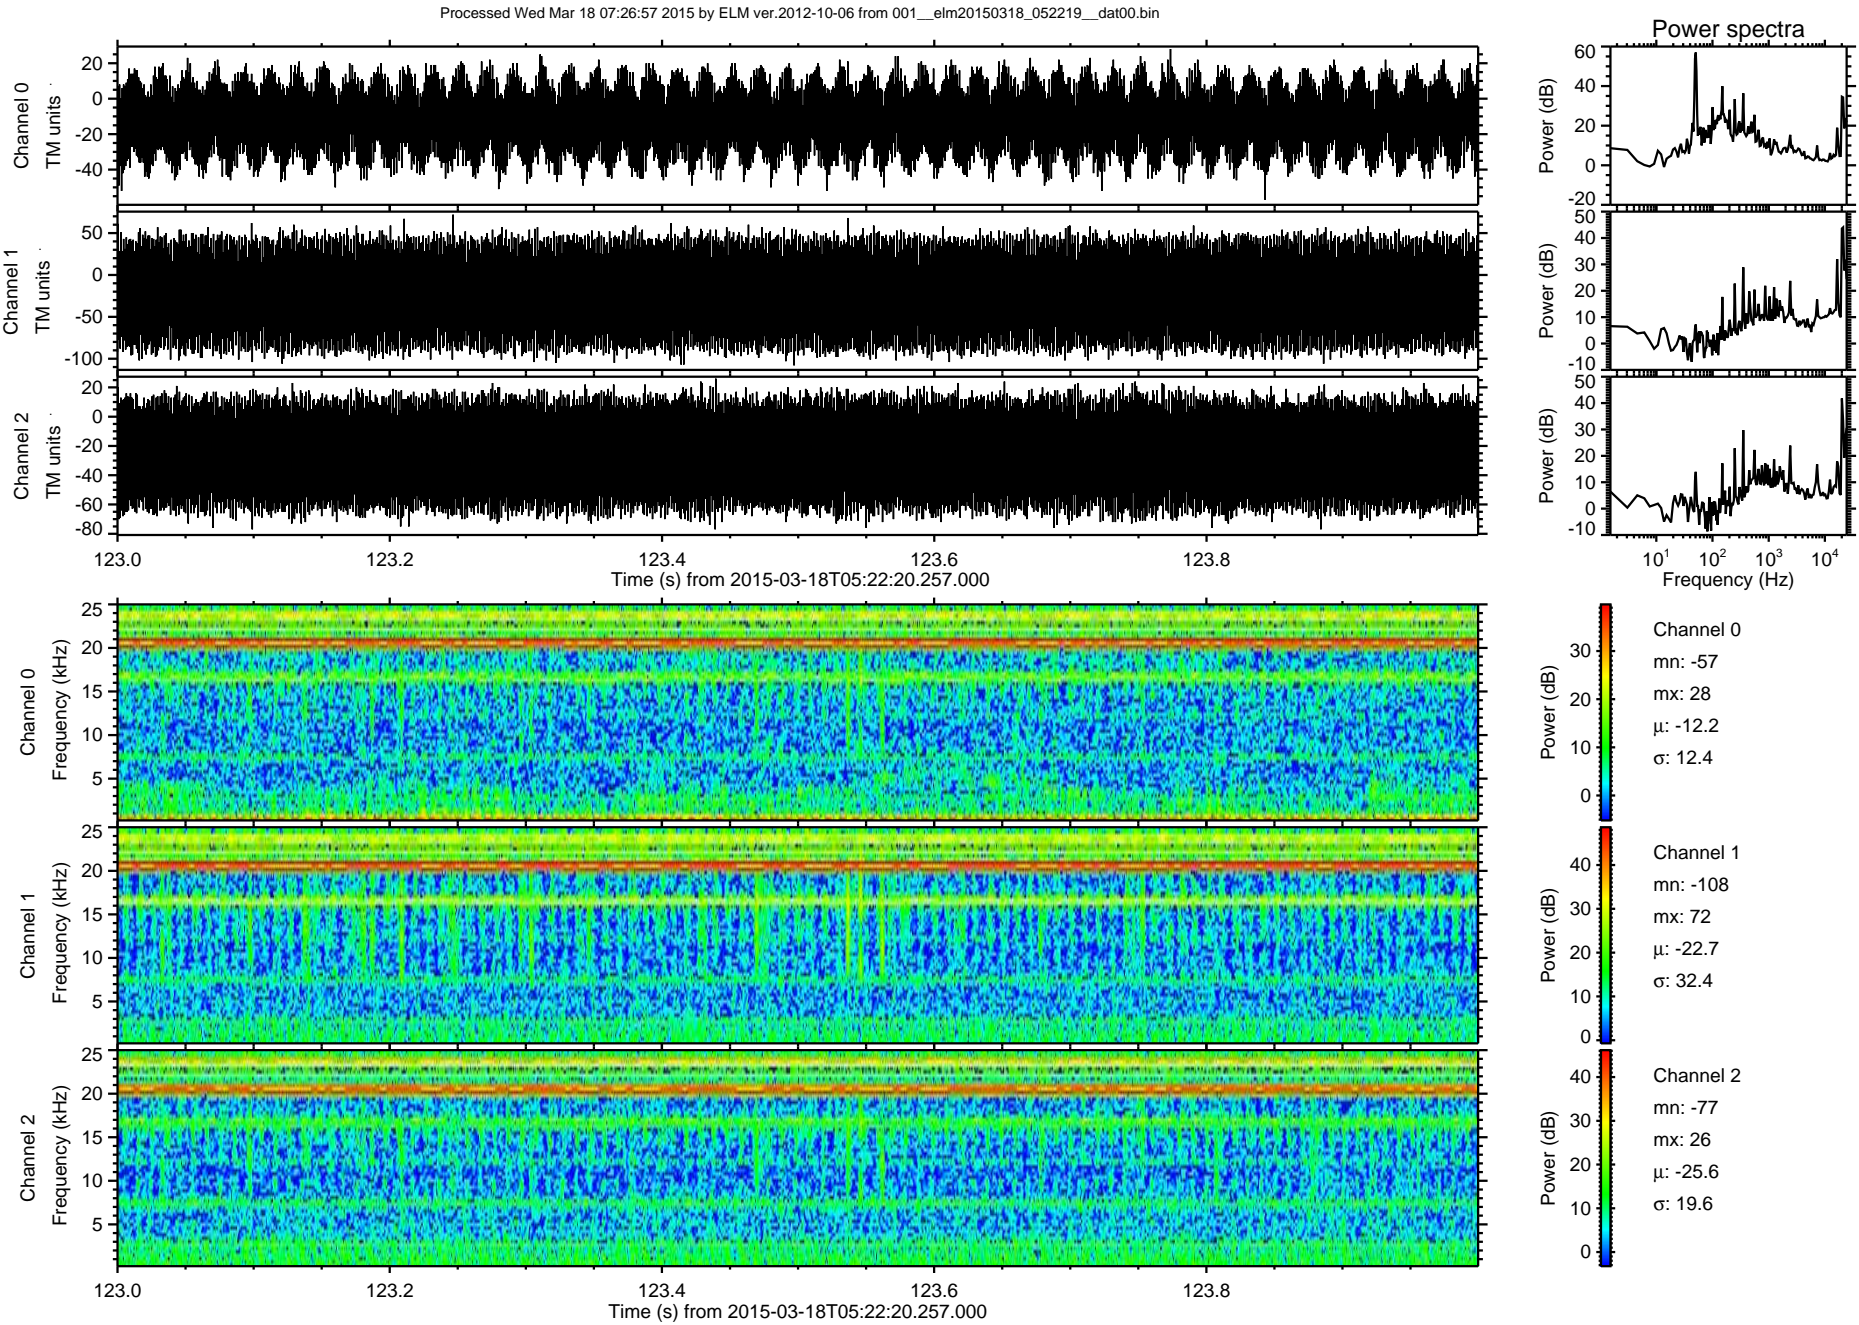 Processed Wed Mar 18 07:26:57 2015 by ELM ver.2012-10-06 from 001__elm20150318_052219__dat00.bin
Power spectra
Channel 0
TM units
20
0
-20
-40
Power (dB)
60
40
20
0
-20
Channel 1
TM units
50
0
-50
-100
Power (dB)
50
40
30
20
10
0
-10
Channel 2
TM units
20
0
-20
-40
-60
-80
Power (dB)
50
40
30
20
10
0
-10
123.0 123.2 123.4 123.6 123.8
Time (s) from 2015-03-18T05:22:20.257.000
10^1 10^2 10^3 10^4
Frequency (Hz)
Channel 0
Frequency (kHz)
25
20
15
10
5
Power (dB)
30
20
10
0
Channel 0
mn: -57
mx: 28
μ: -12.2
σ: 12.4
Channel 1
Frequency (kHz)
25
20
15
10
5
Power (dB)
40
30
20
10
0
Channel 1
mn: -108
mx: 72
μ: -22.7
σ: 32.4
Channel 2
Frequency (kHz)
25
20
15
10
5
Power (dB)
40
30
20
10
0
Channel 2
mn: -77
mx: 26
μ: -25.6
σ: 19.6
123.0 123.2 123.4 123.6 123.8
Time (s) from 2015-03-18T05:22:20.257.000